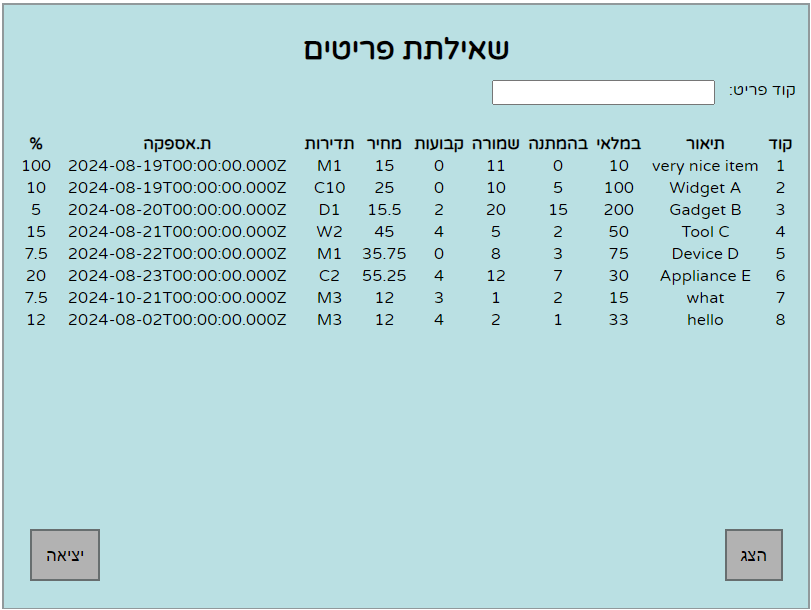 שאילתת פריטים
קוד פריט:
קוד תיאור במלאי בהמתנה שמורה קבועות מחיר תדירות ת.אספקה %
1 very nice item 10 0 11 0 15 M1 2024-08-19T00:00:00.000Z 100
2 Widget A 100 5 10 0 25 C10 2024-08-19T00:00:00.000Z 10
3 Gadget B 200 15 20 2 15.5 D1 2024-08-20T00:00:00.000Z 5
4 Tool C 50 2 5 4 45 W2 2024-08-21T00:00:00.000Z 15
5 Device D 75 3 8 0 35.75 M1 2024-08-22T00:00:00.000Z 7.5
6 Appliance E 30 7 12 4 55.25 C2 2024-08-23T00:00:00.000Z 20
7 what 15 2 1 3 12 M3 2024-10-21T00:00:00.000Z 7.5
8 hello 33 1 2 4 12 M3 2024-08-02T00:00:00.000Z 12
הצג יציאה